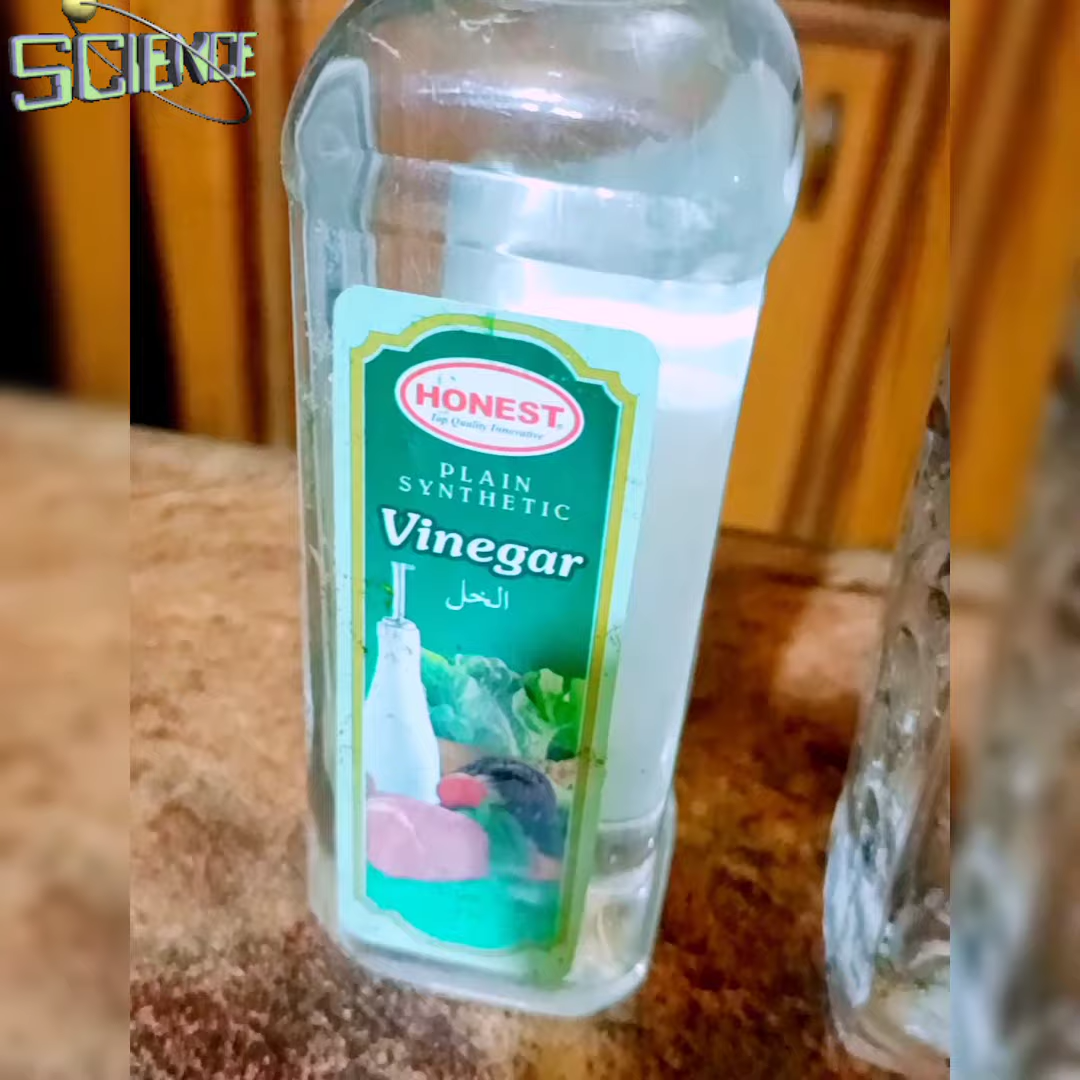 SCIENCE
HONEST
Top Quality Innovative
PLAIN
SYNTHETIC
Vinegar
الخل